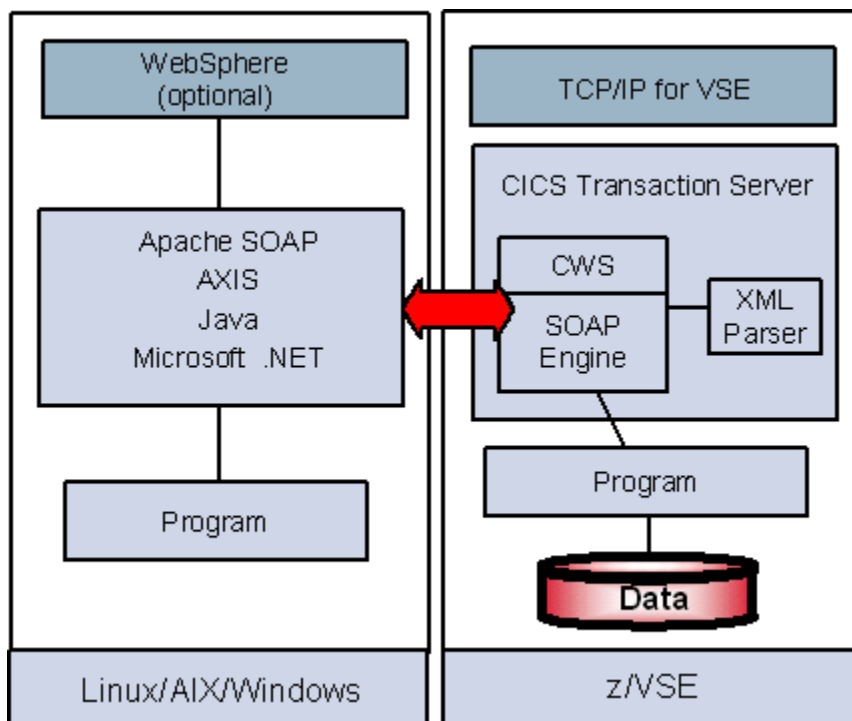 WebSphere
(optional)
Apache SOAP
AXIS
Java
Microsoft .NET
Program
Linux/AIX/Windows
TCP/IP for VSE
CICS Transaction Server
CWS
SOAP
Engine
XML
Parser
Program
Data
z/VSE